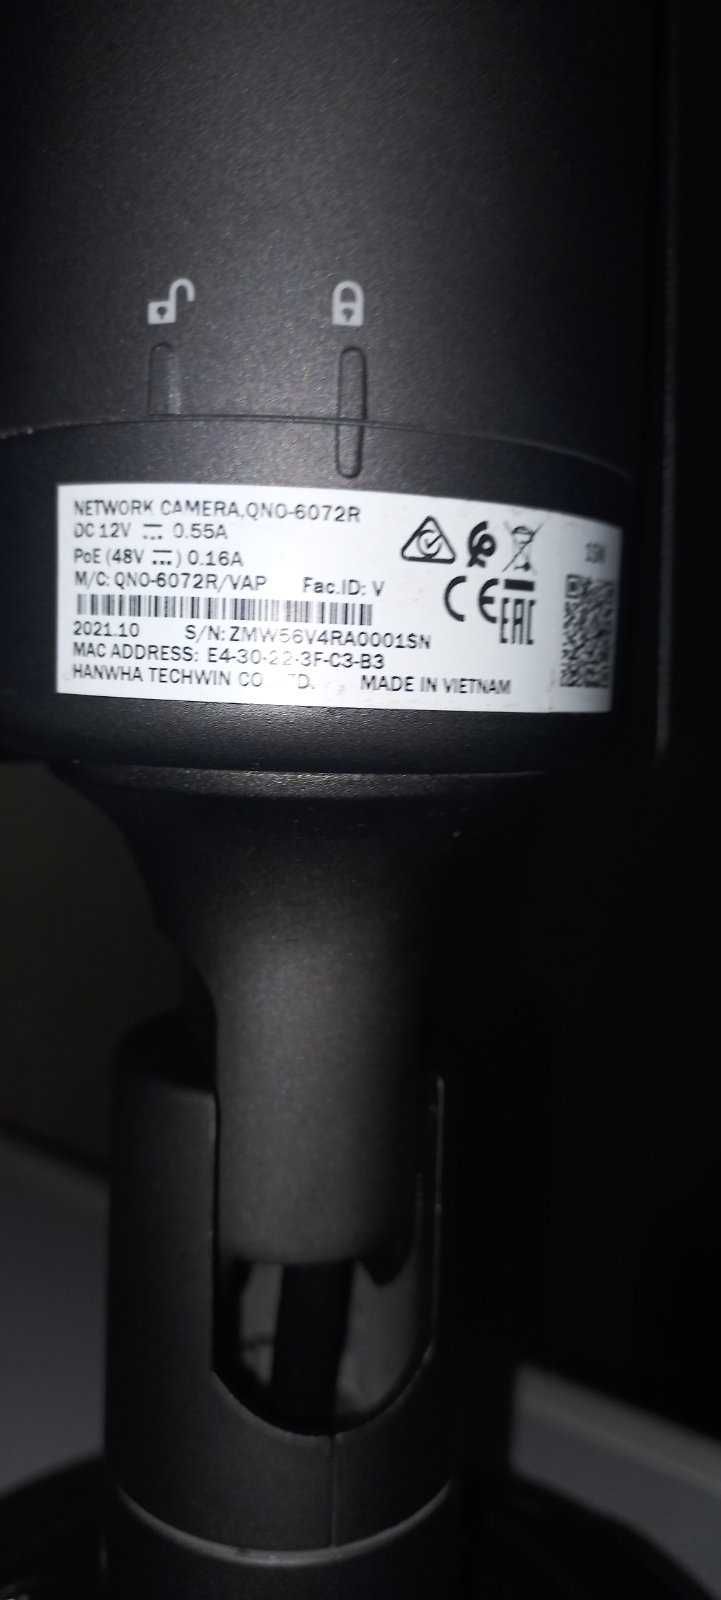 NETWORK CAMERA,QNO-6072R
DC 12V ⎓ 0.55A
PoE (48V ⎓) 0.16A
M/C: QNO-6072R/VAP Fac.ID: V
2021.10 S/N: ZMW56V4RA0001SN
MAC ADDRESS: E4-30-22-3F-C3-B3
HANWHA TECHWIN CO MADE IN VIETNAM
CE EAC